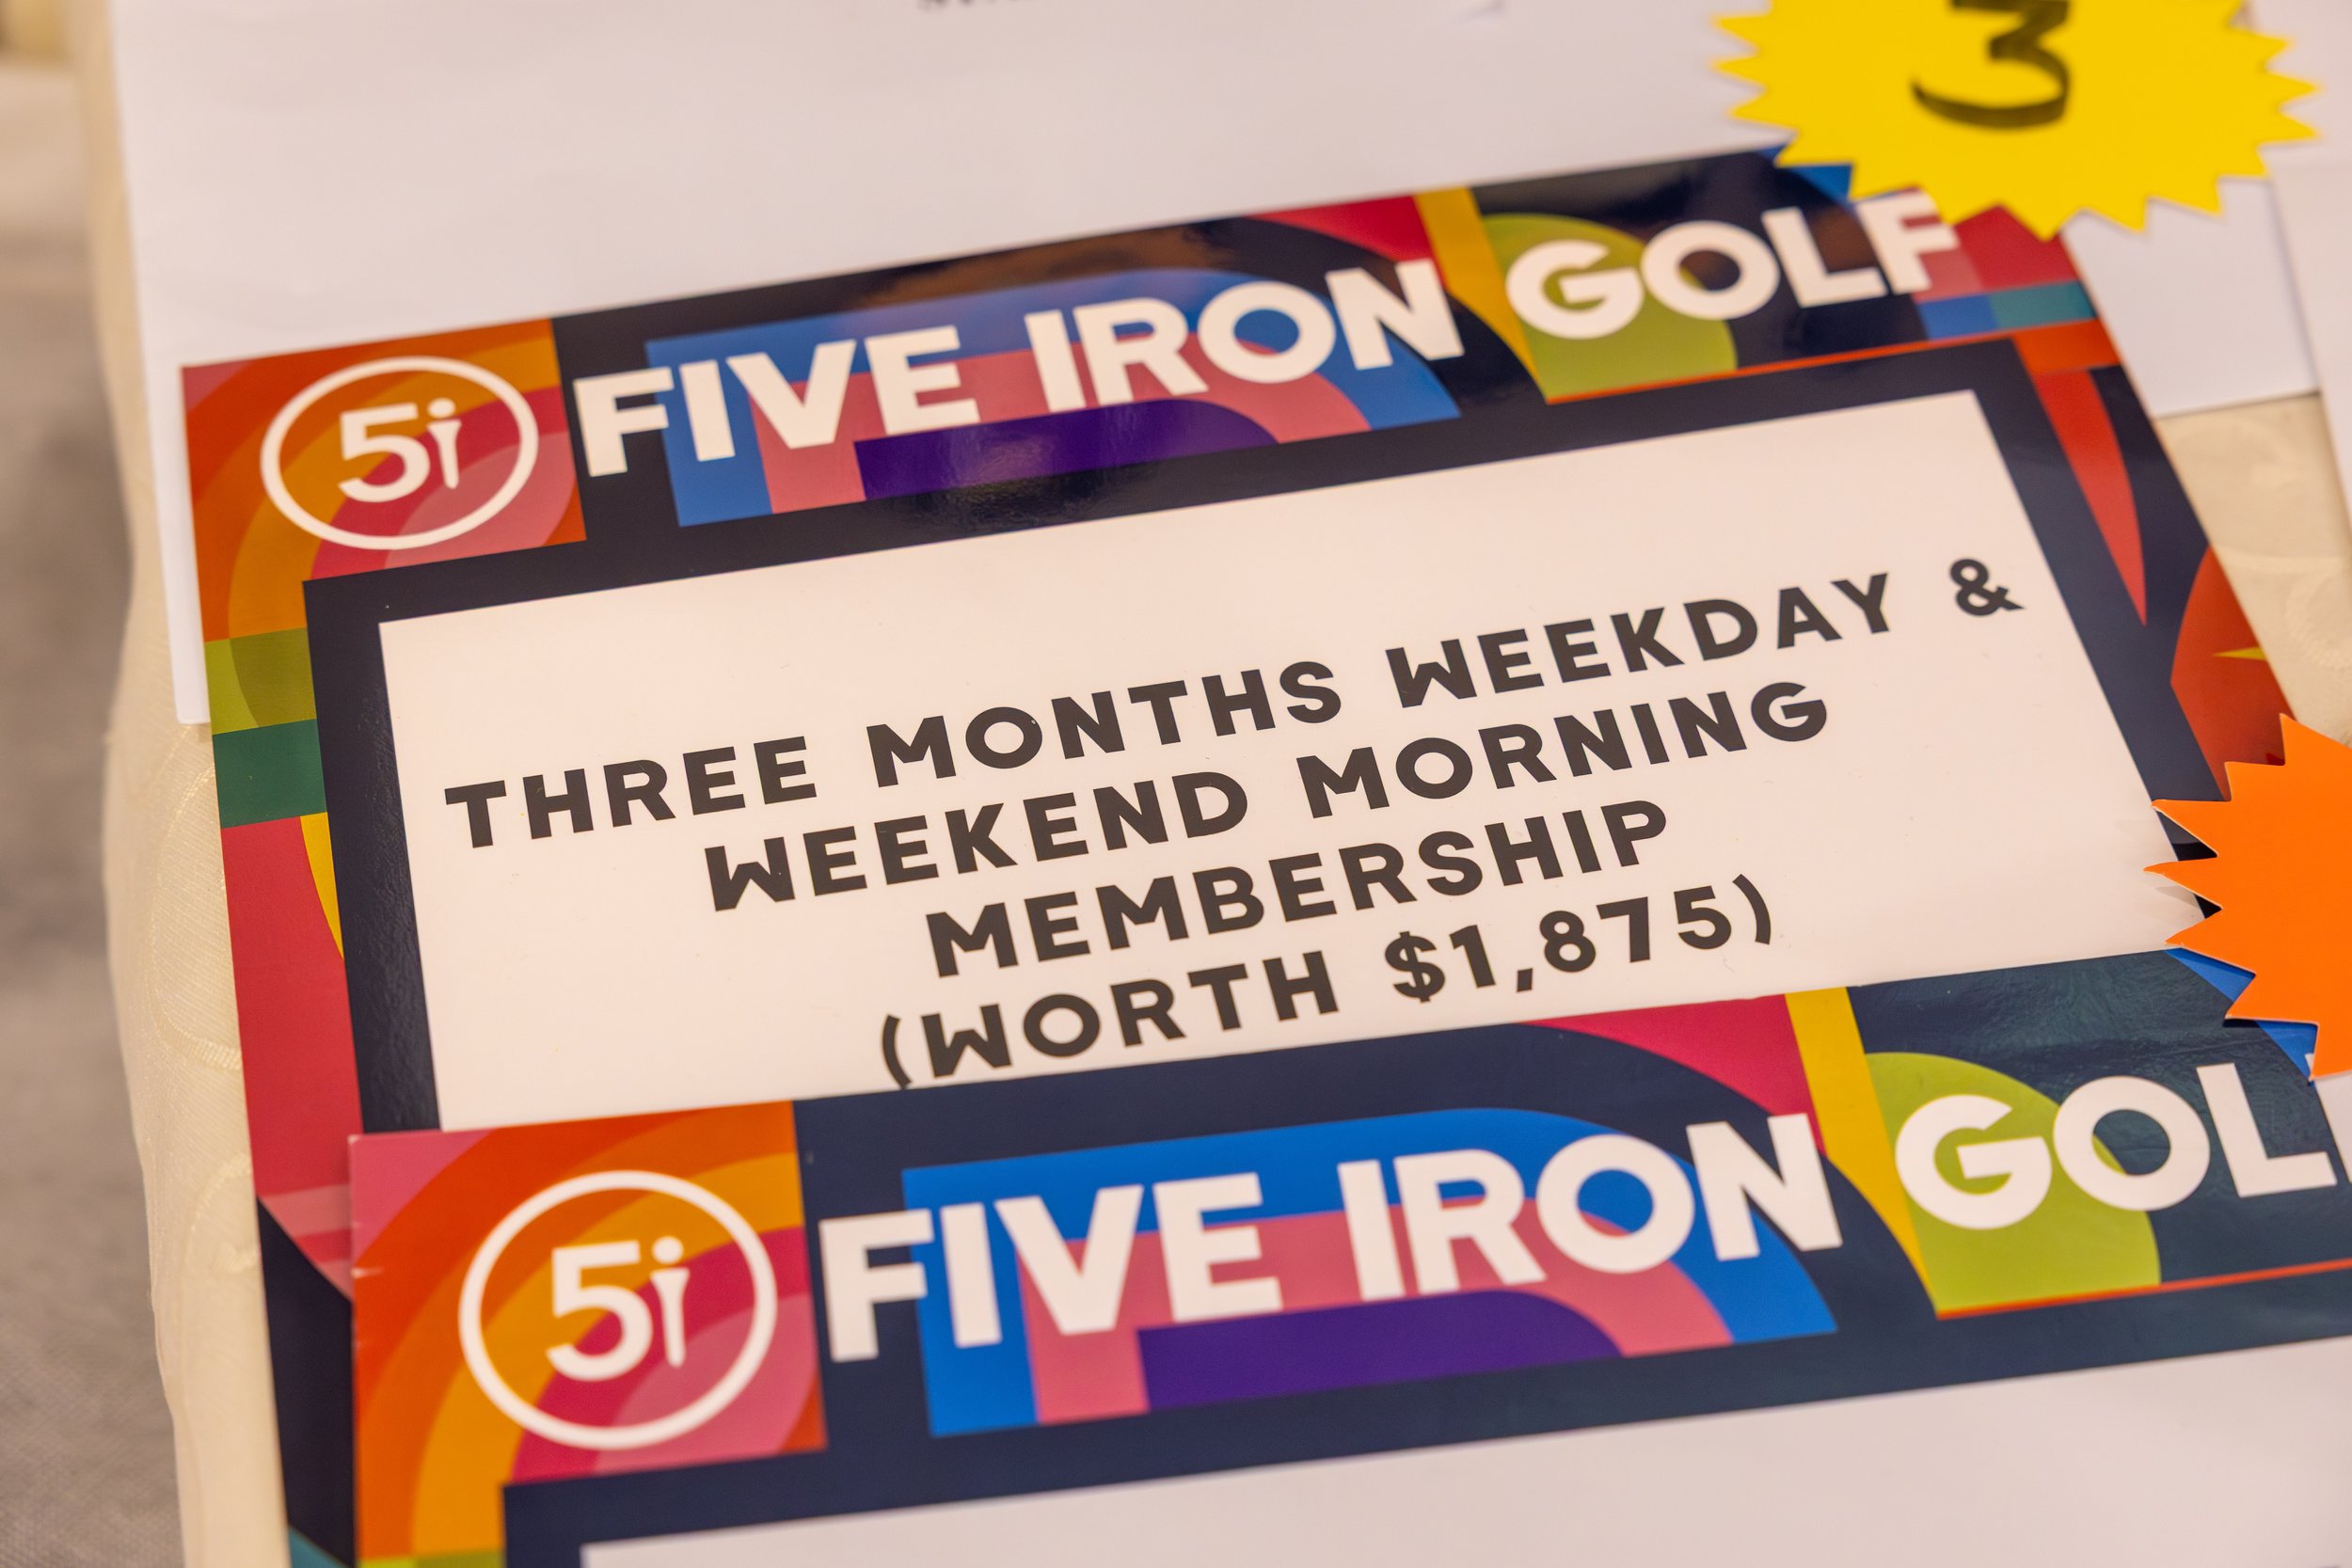 3
5i FIVE IRON GOLF
THREE MONTHS WEEKDAY &
WEEKEND MORNING
MEMBERSHIP
(WORTH $1,875)
5i FIVE IRON GOL